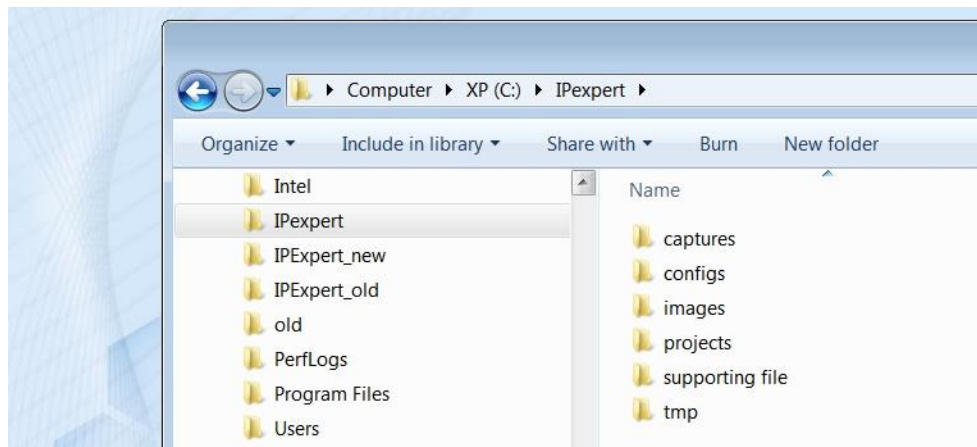 Computer XP (C:) IPexpert
Organize Include in library Share with Burn New folder
Intel
IPexpert
IPExpert_new
IPExpert_old
old
PerfLogs
Program Files
Users
Name
captures
configs
images
projects
supporting file
tmp